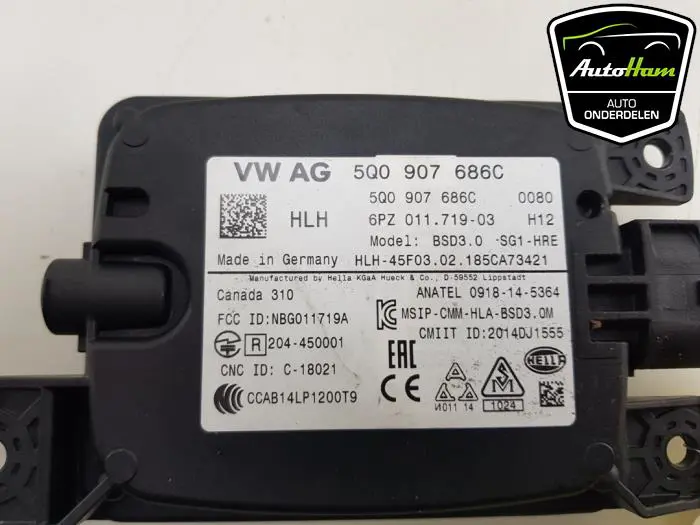 AutoHam
AUTO
ONDERDELEN
VW AG 5Q0 907 686C
5Q0 907 686C 0080
HLH 6PZ 011.719-03 H12
Model: BSD3.0 -SG1-HRE
Made in Germany HLH-45F03.02.185CA73421
Manufactured by Hella KGaA Hueck & Co., D-59552 Lippstadt
Canada 310 ANATEL 0918-14-5364
FCC ID:NBG011719A MSIP-CMM-HLA-BSD3.0M
R 204-450001 CMIIT ID:2014DJ1555
CNC ID: C-18021 EAC CE HELLA
CCAB14LP1200T9 И011 14 1024